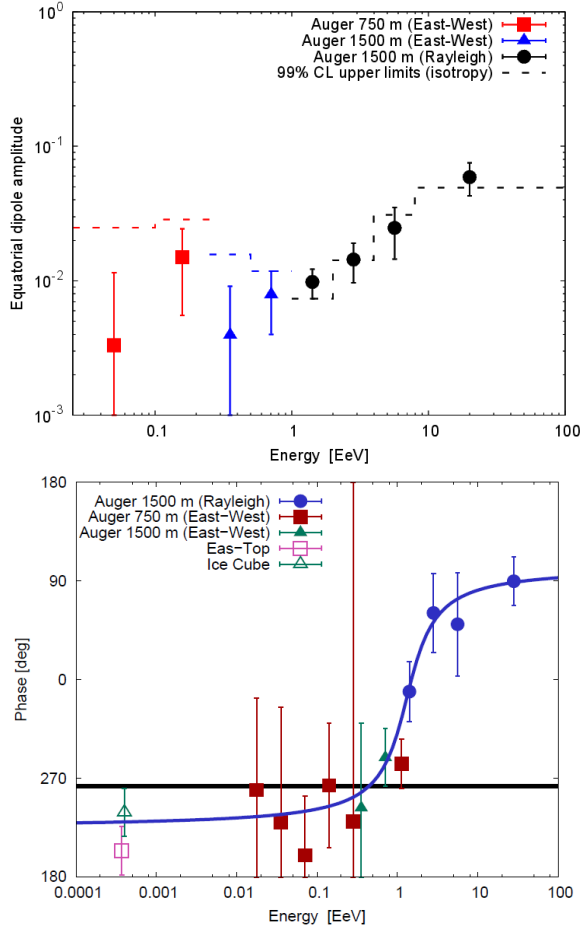 10^0
10^-1
10^-2
10^-3
Equatorial dipole amplitude
Auger 750 m (East-West)
Auger 1500 m (East-West)
Auger 1500 m (Rayleigh)
99% CL upper limits (isotropy)
0.1 1 10 100
Energy [EeV]
180
90
0
270
180
Phase [deg]
Auger 1500 m (Rayleigh)
Auger 750 m (East−West)
Auger 1500 m (East−West)
Eas−Top
Ice Cube
0.0001 0.001 0.01 0.1 1 10 100
Energy [EeV]